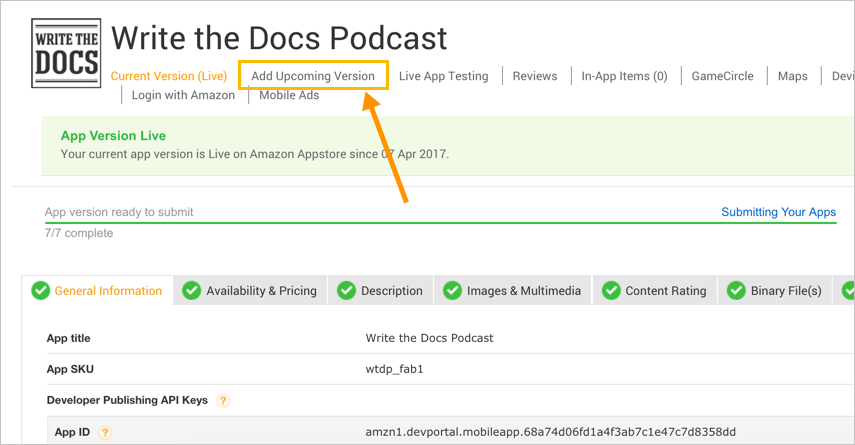 WRITE THE
DOCS
Write the Docs Podcast
Current Version (Live) Add Upcoming Version Live App Testing Reviews In-App Items (0) GameCircle Maps Devi
Login with Amazon Mobile Ads
App Version Live
Your current app version is Live on Amazon Appstore since 07 Apr 2017.
App version ready to submit Submitting Your Apps
7/7 complete
General Information Availability & Pricing Description Images & Multimedia Content Rating Binary File(s)
App title Write the Docs Podcast
App SKU wtdp_fab1
Developer Publishing API Keys ?
App ID ? amzn1.devportal.mobileapp.68a74d06fd1a4f3ab7c1e47c7d8358dd